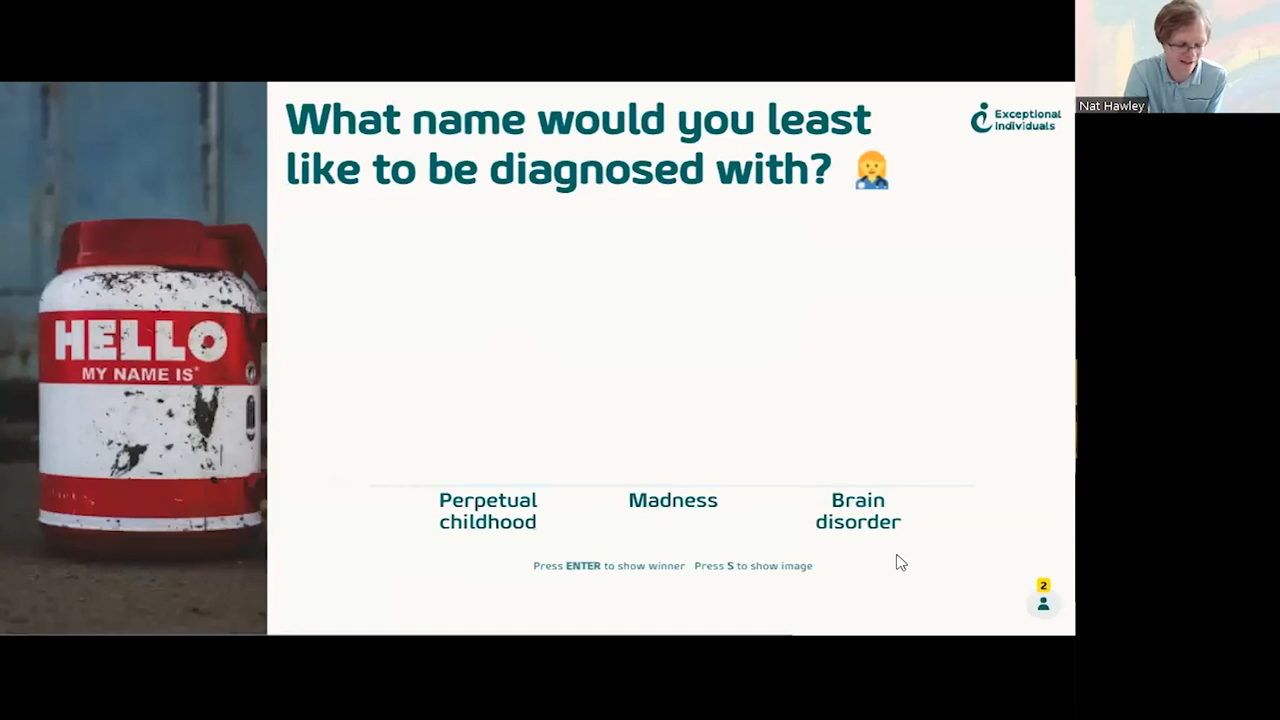 Nat Hawley
What name would you least
like to be diagnosed with?
Exceptional
Individuals
HELLO
MY NAME IS*
Perpetual
childhood
Madness
Brain
disorder
Press ENTER to show winner Press S to show image
2